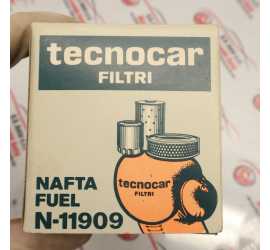 tecnocar
FILTRI
tecnocar
FILTRI
NAFTA
FUEL
N-11909